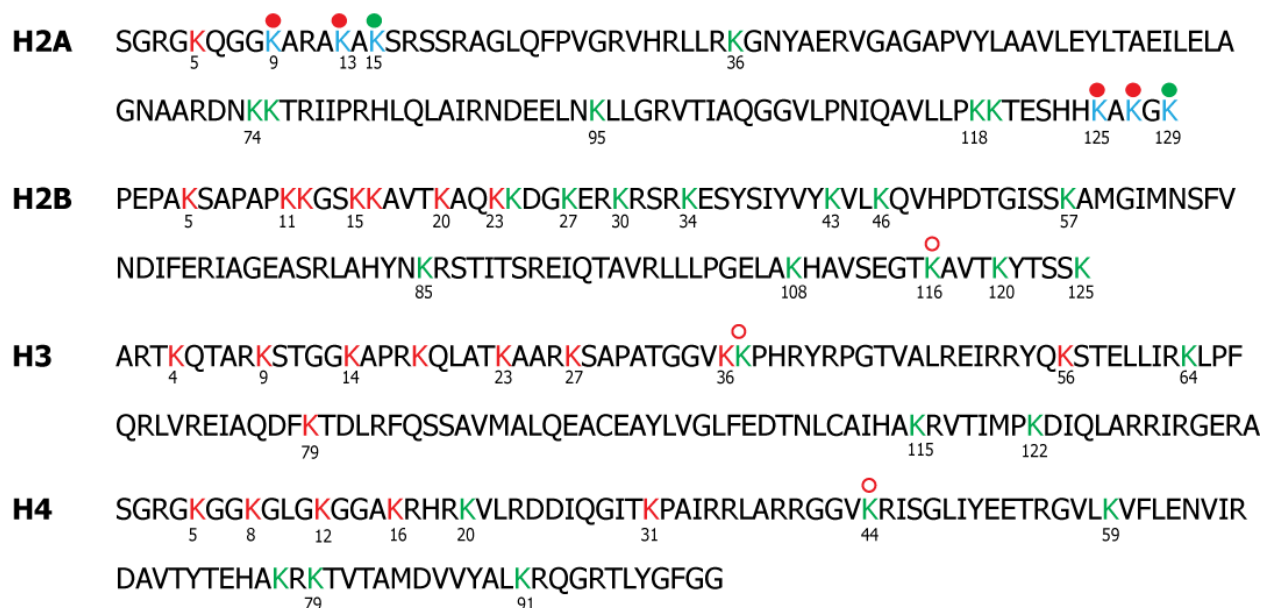 H2A SGRGKQGGKARAKAKSRSSRAGLQFPVGRVHRLLRKGNYAERVGAGAPVYLAAVLEYLTAEILELA
5 9 13 15 36
GNAARDNKKTRIIPRHLQLAIRNDEELNKLLGRVTIAQGGVLPNIQAVLLPKKTESHHKAKGK
74 95 118 125 129
H2B PEPAKSAPAPKKGSKKAVTKAQKKDGKERKRSRKESYSIYVYKVLKQVHPDTGISSKAMGIMNSFV
5 11 15 20 23 27 30 34 43 46 57
NDIFERIAGEASRLAHYNKRSTITSREIQTAVRLLLPGELAKHAVSEGTKAVTKYTSSK
85 108 116 120 125
H3 ARTKQTARKSTGGKAPRKQLATKAARKSAPATGGVKKPHRYRPGTVALREIRRYQKSTELLIRKLPF
4 9 14 23 27 36 56 64
QRLVREIAQDFKTDLRFQSSAVMALQEACEAYLVGLFEDTNLCAIHAKRVTIMPKDIQLARRIRGERA
79 115 122
H4 SGRGKGGKGLGKGGAKRHRKVLRDDIQGITKPAIRRLARRGGVKRISGLIYEETRGVLKVFLENVIR
5 8 12 16 20 31 44 59
DAVTYTEHAKRKTVTAMDVVYALKRQGRTLYGFGG
79 91